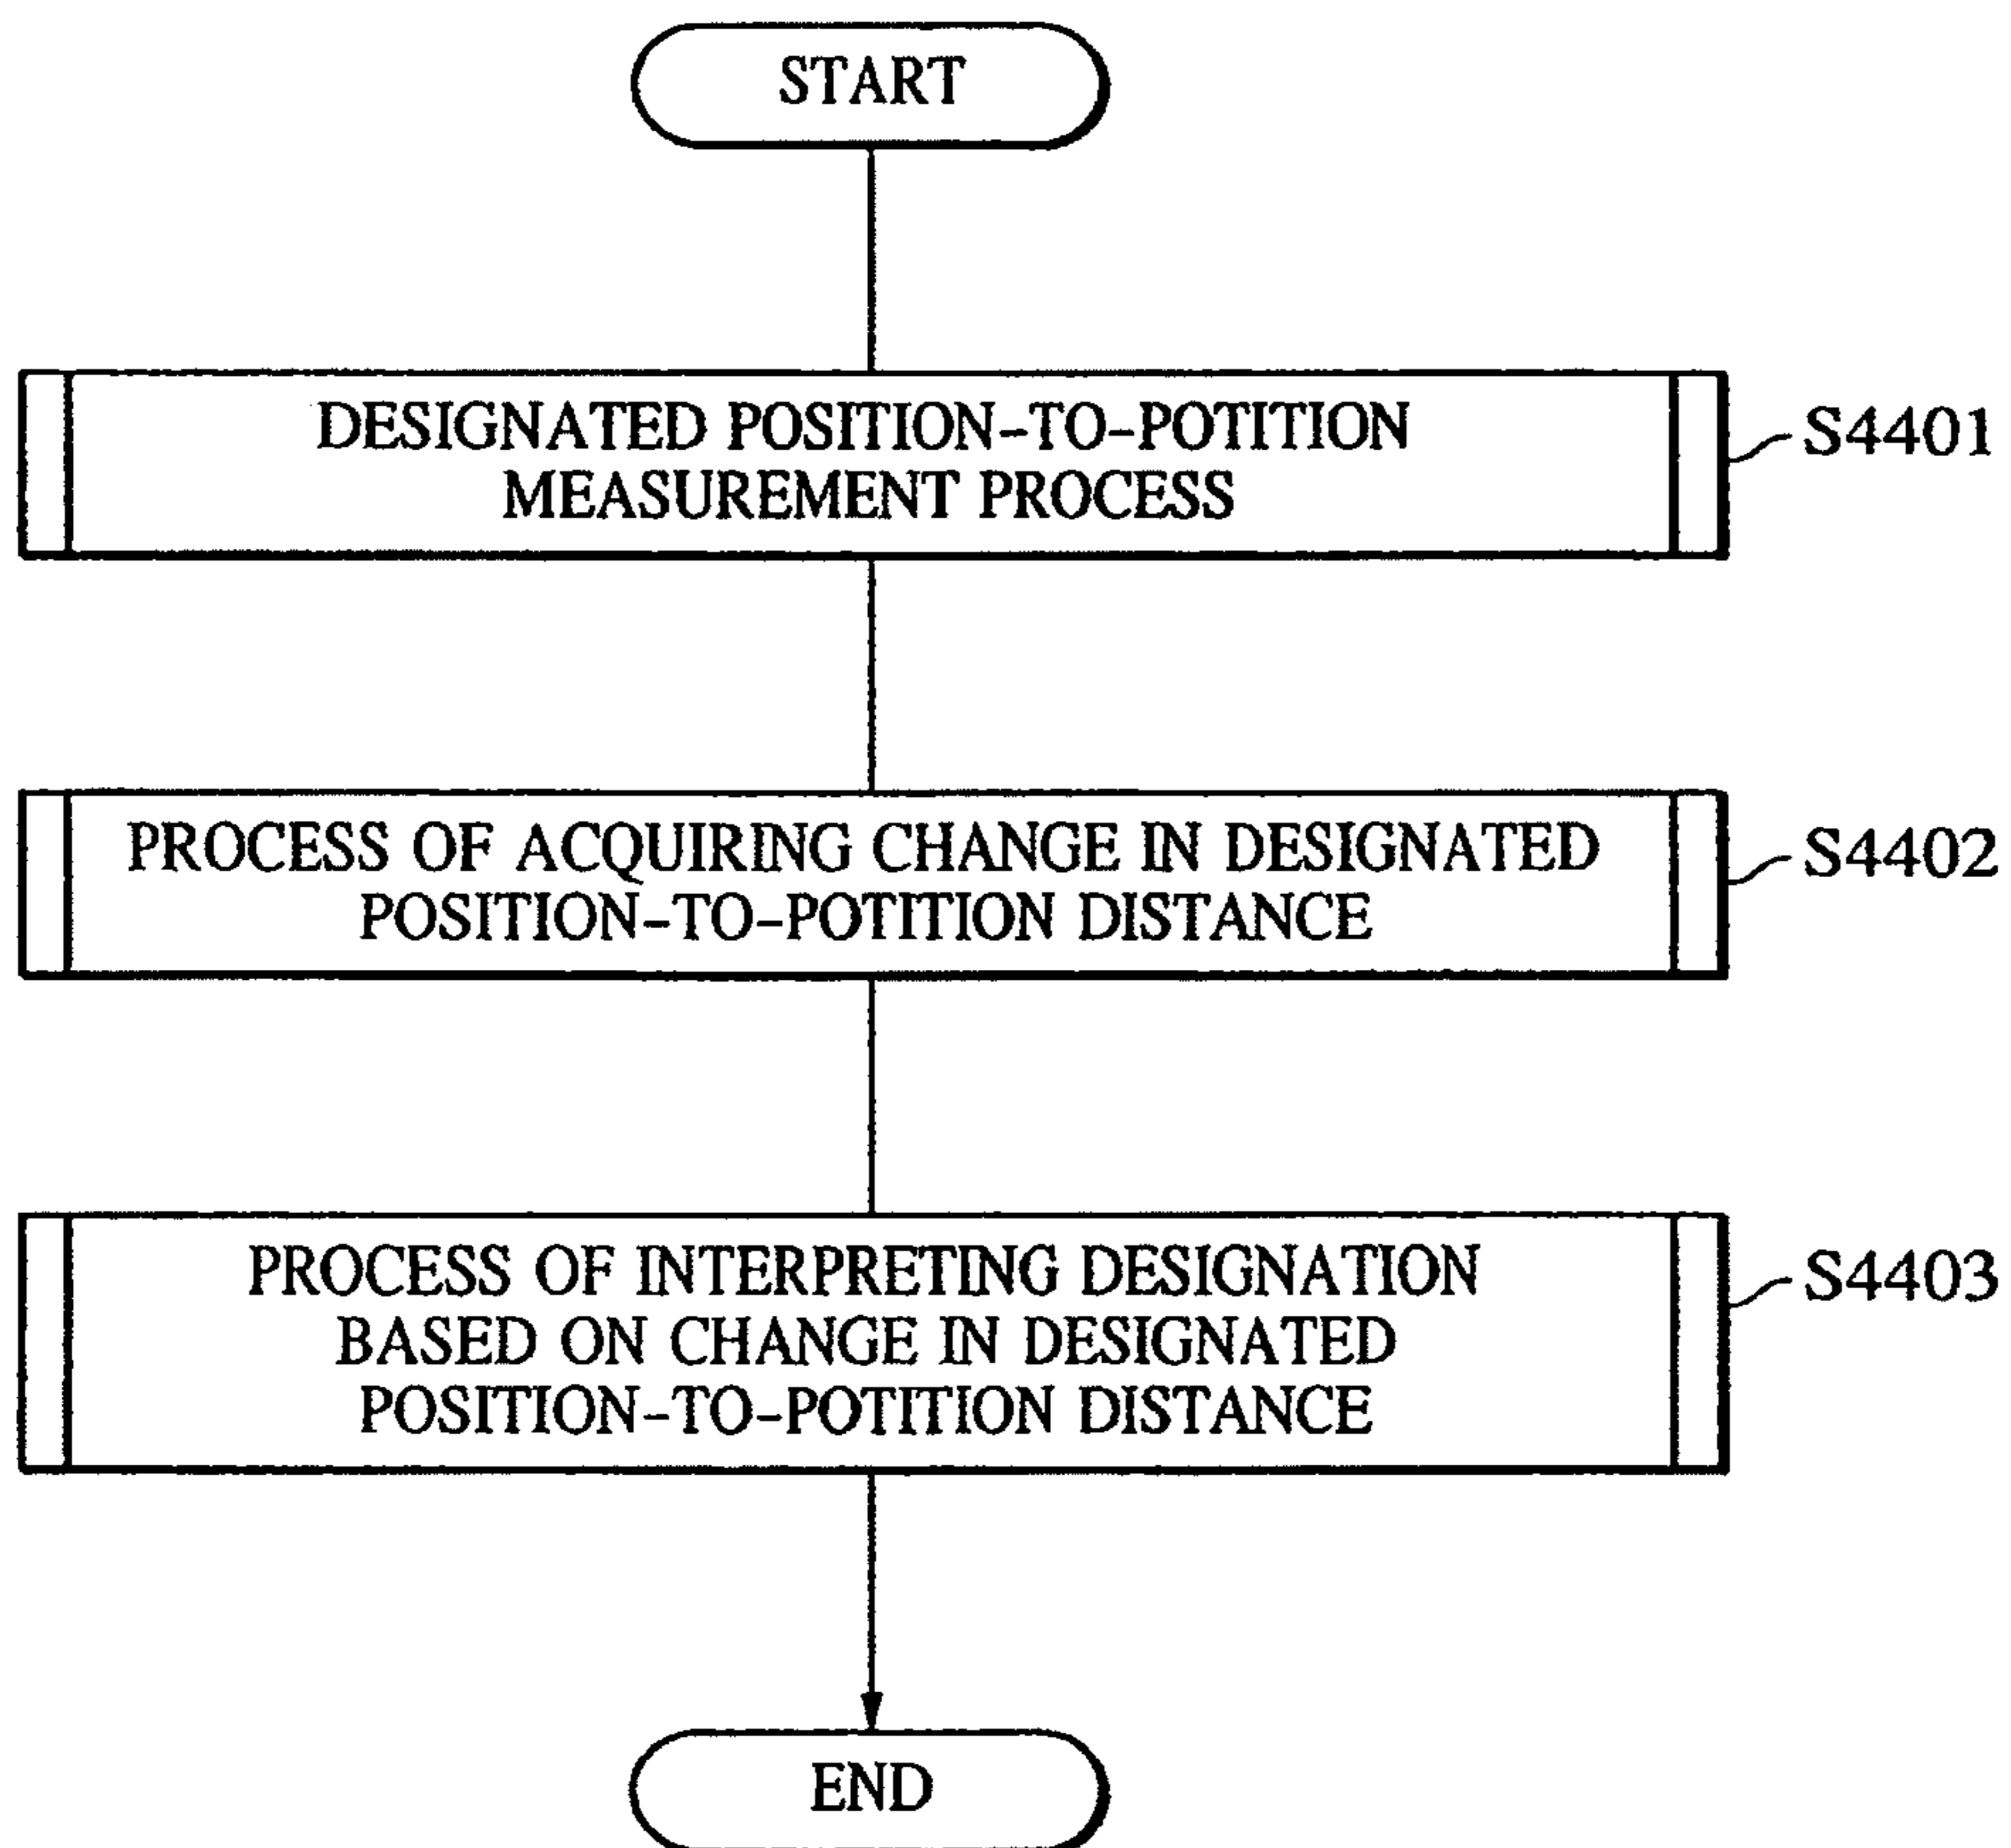 START
DESIGNATED POSITION-TO-POTITION
MEASUREMENT PROCESS
S4401
PROCESS OF ACQUIRING CHANGE IN DESIGNATED
POSITION-TO-POTITION DISTANCE
S4402
PROCESS OF INTERPRETING DESIGNATION
BASED ON CHANGE IN DESIGNATED
POSITION-TO-POTITION DISTANCE
S4403
END